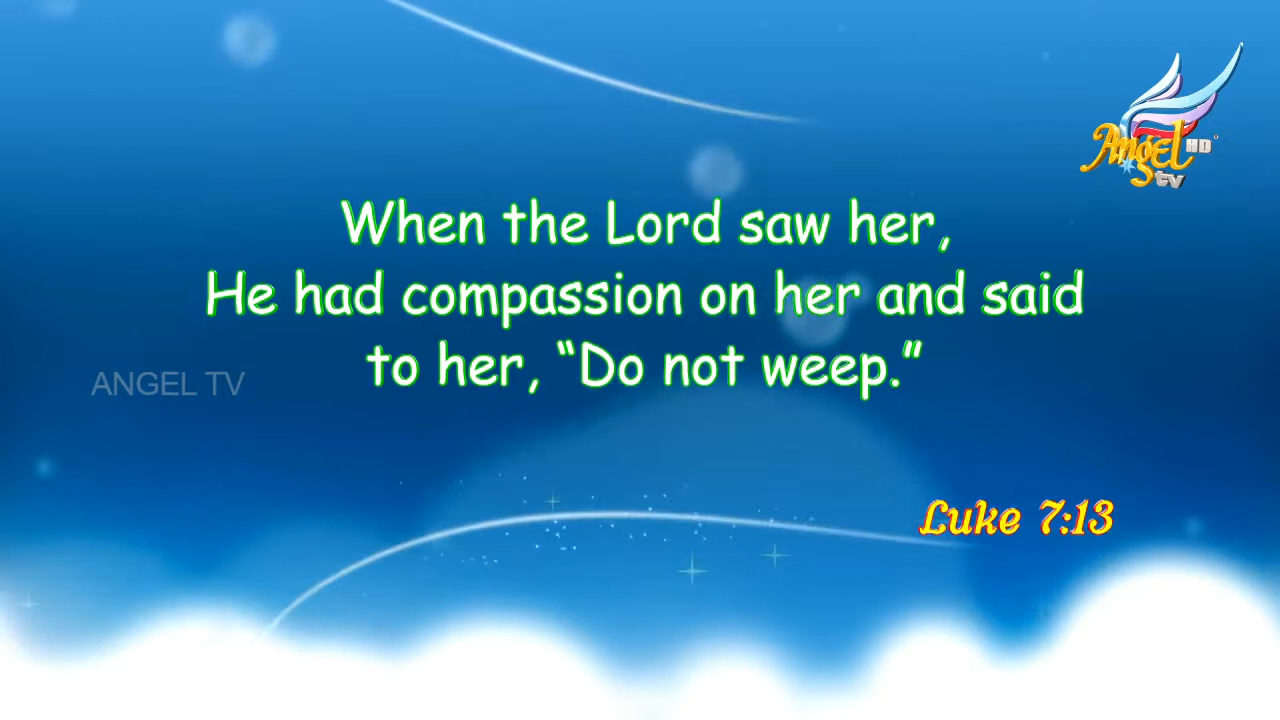 Angel HD
tv
When the Lord saw her,
He had compassion on her and said
to her, “Do not weep.”
ANGEL TV
Luke 7:13